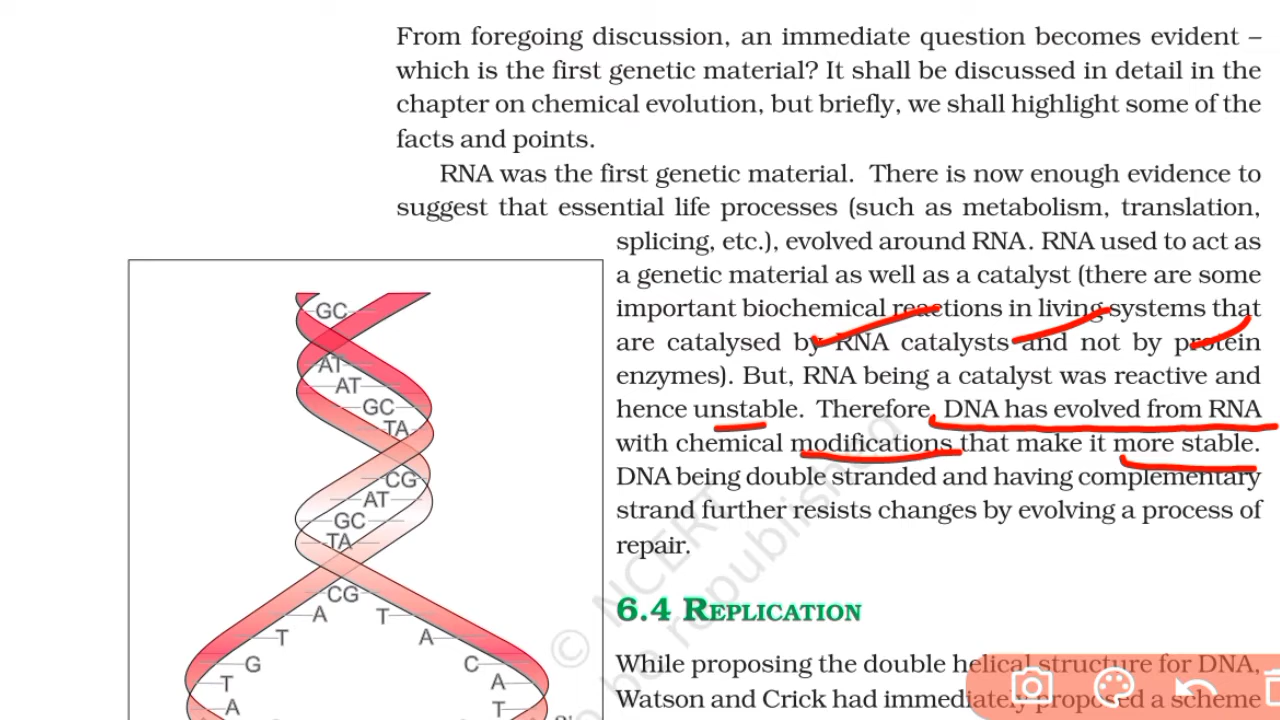 From foregoing discussion, an immediate question becomes evident –
which is the first genetic material? It shall be discussed in detail in the
chapter on chemical evolution, but briefly, we shall highlight some of the
facts and points.
RNA was the first genetic material. There is now enough evidence to
suggest that essential life processes (such as metabolism, translation,
splicing, etc.), evolved around RNA. RNA used to act as
a genetic material as well as a catalyst (there are some
important biochemical reactions in living systems that
are catalysed by RNA catalysts and not by protein
enzymes). But, RNA being a catalyst was reactive and
hence unstable. Therefore, DNA has evolved from RNA
with chemical modifications that make it more stable.
DNA being double stranded and having complementary
strand further resists changes by evolving a process of
repair.
6.4 REPLICATION
While proposing the double helical structure for DNA,
Watson and Crick had immediately proposed a scheme
GC
AT
AT
GC
TA
CG
AT
GC
TA
CG
A T
T A
G C
T A
A T
© NCERT
be republished